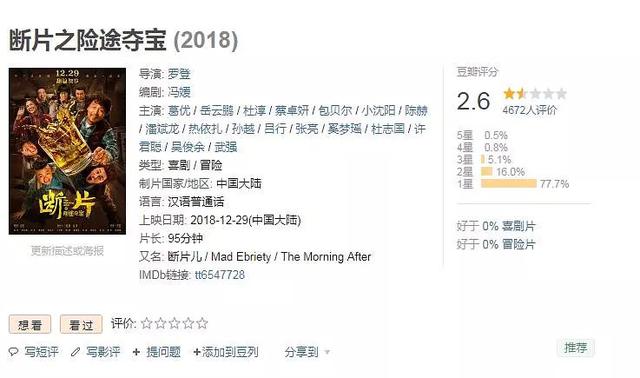 断片之险途夺宝 (2018)
12.29
断片
导演: 罗登
编剧: 冯媛
主演: 葛优 / 岳云鹏 / 杜淳 / 蔡卓妍 / 包贝尔 / 小沈阳 / 陈赫
/ 潘斌龙 / 热依扎 / 孙越 / 吕行 / 张亮 / 奚梦瑶 / 杜志国 / 许
君聪 / 吴俊余 / 武强
类型: 喜剧 / 冒险
制片国家/地区: 中国大陆
语言: 汉语普通话
上映日期: 2018-12-29(中国大陆)
片长: 95分钟
又名: 断片儿 / Mad Ebriety / The Morning After
IMDb链接: tt6547728
更新描述或海报
豆瓣评分
2.6
4672人评价
5星 0.5%
4星 0.8%
3星 5.1%
2星 16.0%
1星 77.7%
好于 0% 喜剧片
好于 0% 冒险片
想看 看过 评价:
写短评 写影评 + 提问题 +添加到豆列 分享到
推荐